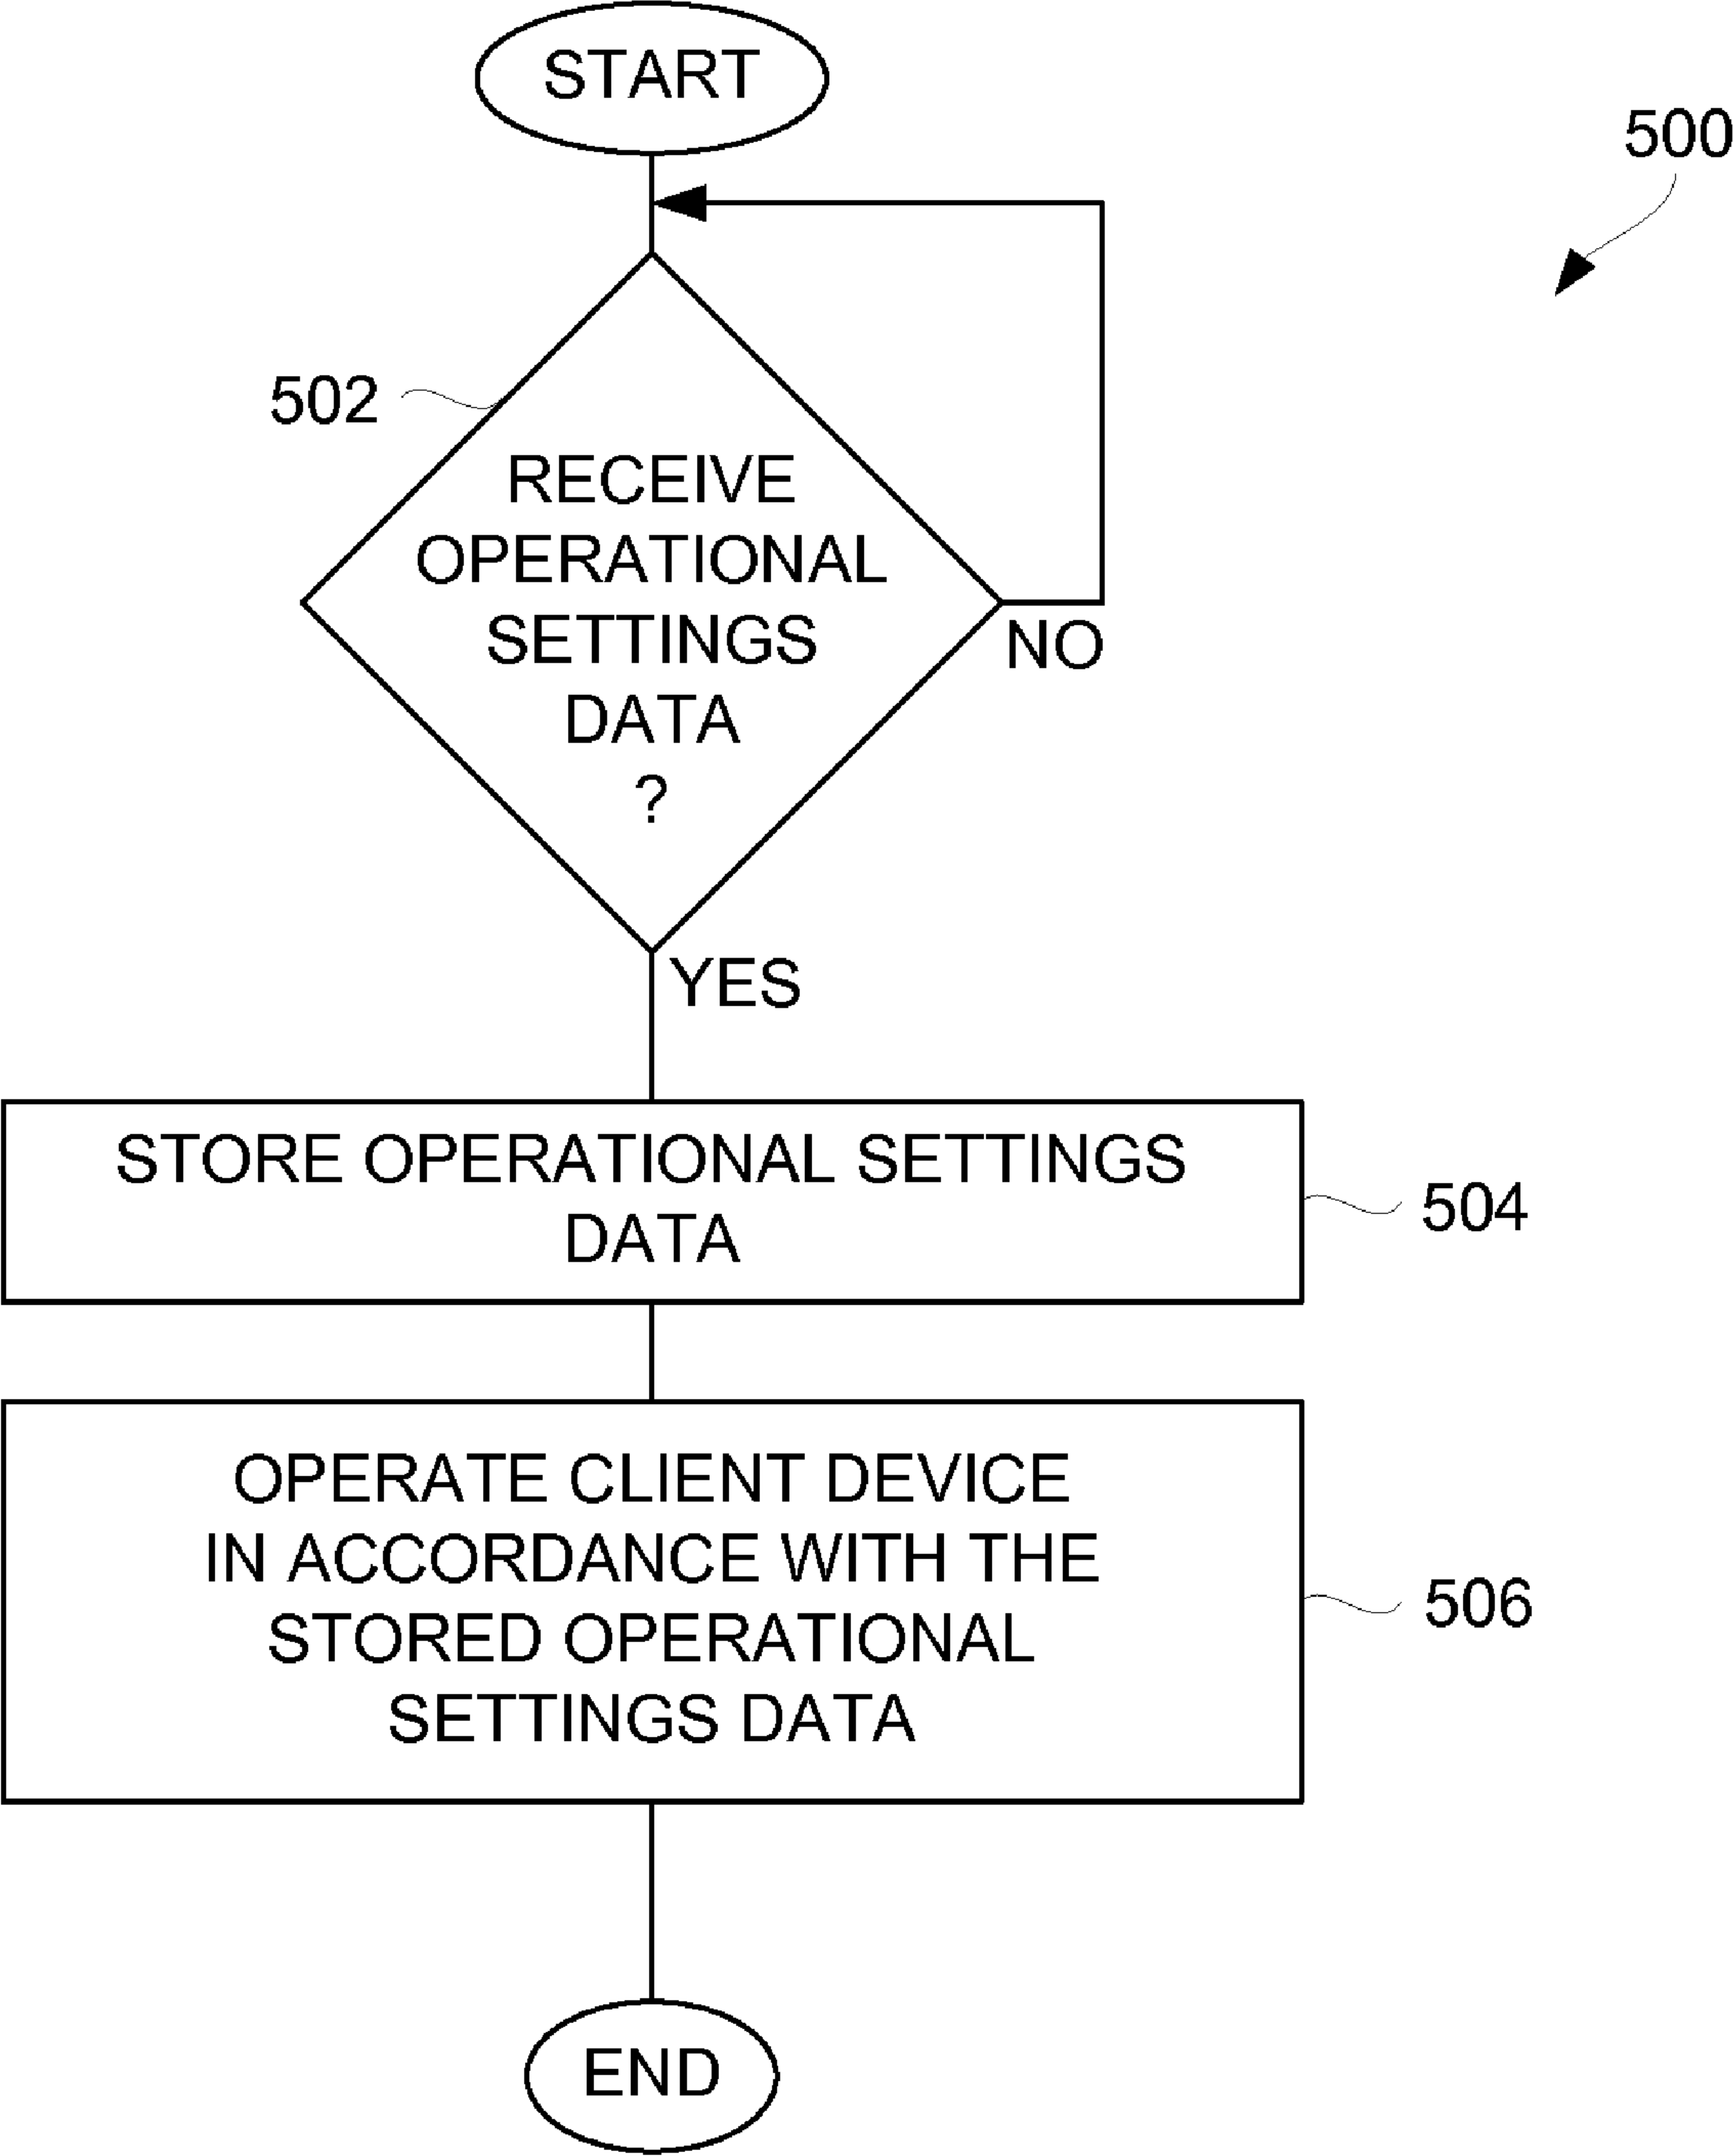 START
500
502
RECEIVE
OPERATIONAL
SETTINGS
DATA
?
NO
YES
STORE OPERATIONAL SETTINGS
DATA
504
OPERATE CLIENT DEVICE
IN ACCORDANCE WITH THE
STORED OPERATIONAL
SETTINGS DATA
506
END